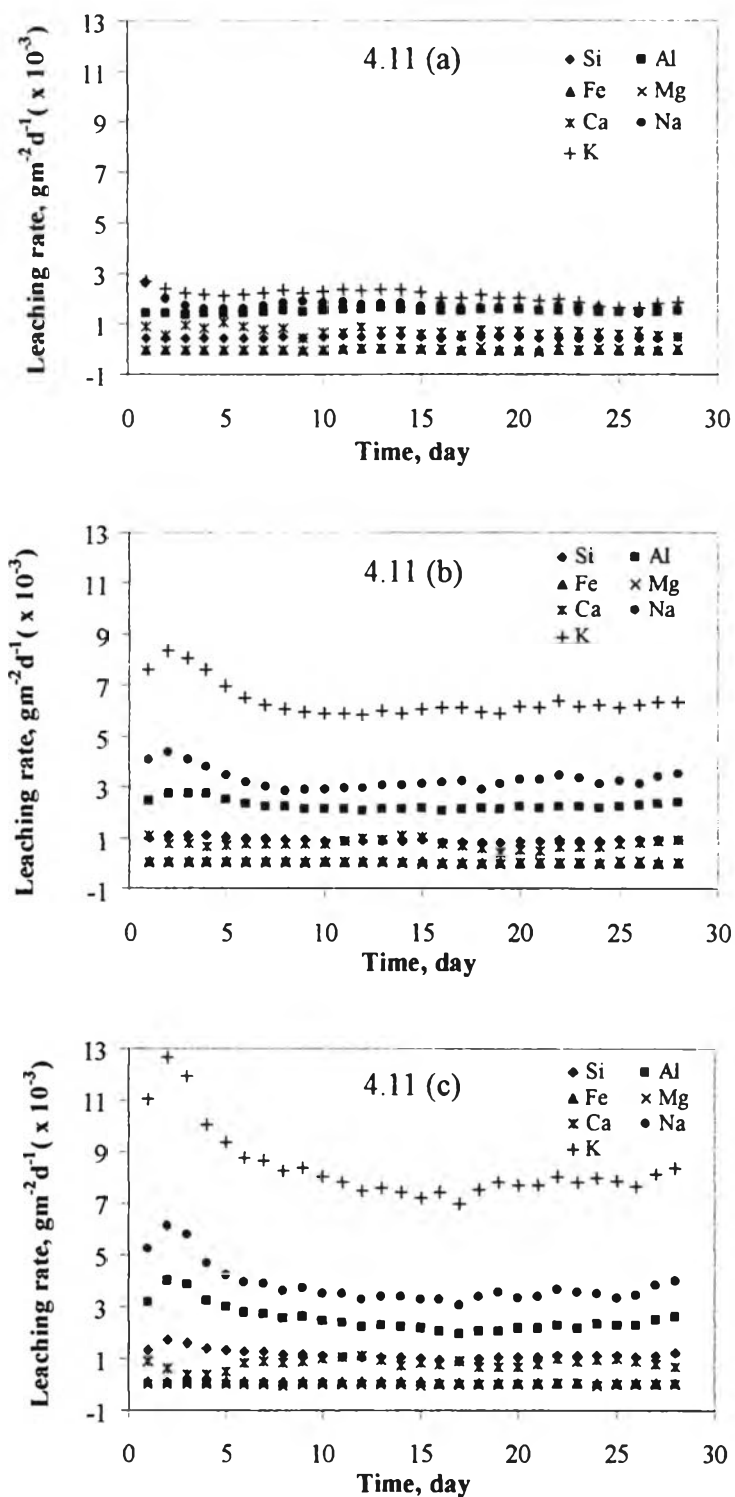 13
11
9
7
5
3
1
-1
Leaching rate, gm⁻²d⁻¹( x 10⁻³)
4.11 (a)
Si Al
Fe Mg
Ca Na
K
0 5 10 15 20 25 30
Time, day
13
11
9
7
5
3
1
-1
Leaching rate, gm⁻²d⁻¹( x 10⁻³)
4.11 (b)
Si Al
Fe Mg
Ca Na
K
0 5 10 15 20 25 30
Time, day
13
11
9
7
5
3
1
-1
Leaching rate, gm⁻²d⁻¹( x 10⁻³)
4.11 (c)
Si Al
Fe Mg
Ca Na
K
0 5 10 15 20 25 30
Time, day